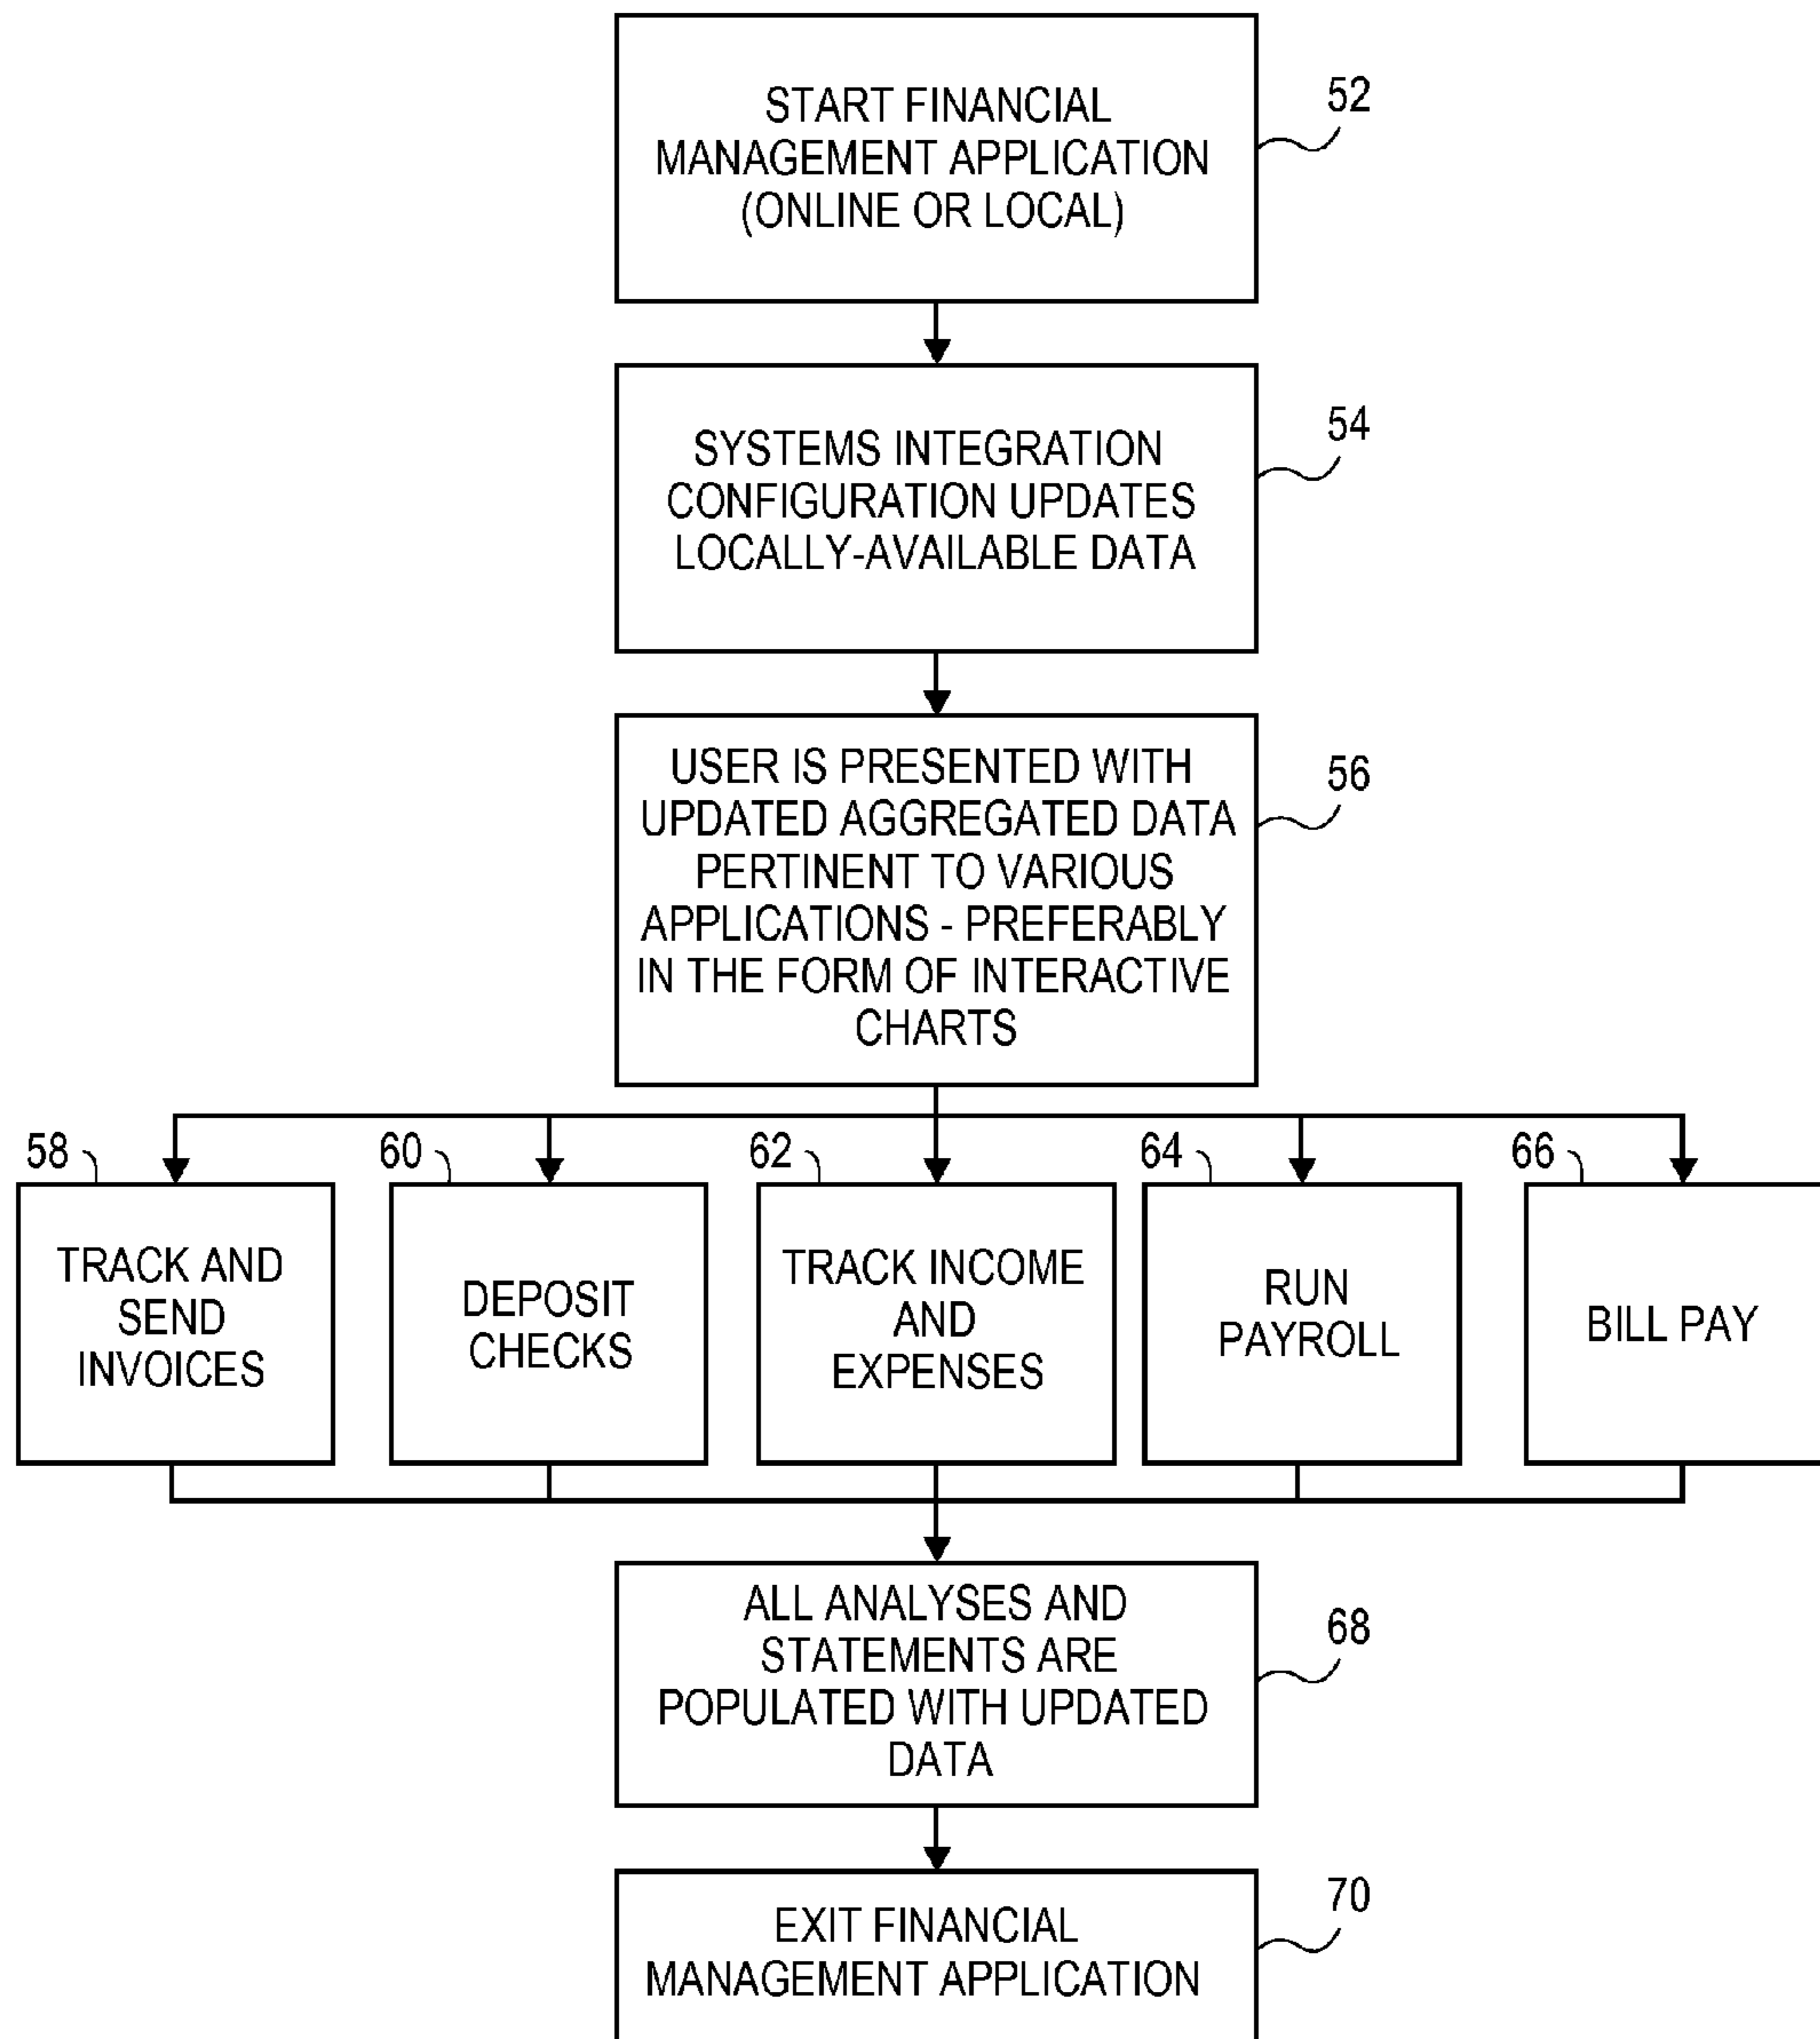 START FINANCIAL
MANAGEMENT APPLICATION
(ONLINE OR LOCAL)
52
SYSTEMS INTEGRATION
CONFIGURATION UPDATES
LOCALLY-AVAILABLE DATA
54
USER IS PRESENTED WITH
UPDATED AGGREGATED DATA
PERTINENT TO VARIOUS
APPLICATIONS - PREFERABLY
IN THE FORM OF INTERACTIVE
CHARTS
56
58
TRACK AND
SEND
INVOICES
60
DEPOSIT
CHECKS
62
TRACK INCOME
AND
EXPENSES
64
RUN
PAYROLL
66
BILL PAY
ALL ANALYSES AND
STATEMENTS ARE
POPULATED WITH UPDATED
DATA
68
EXIT FINANCIAL
MANAGEMENT APPLICATION
70